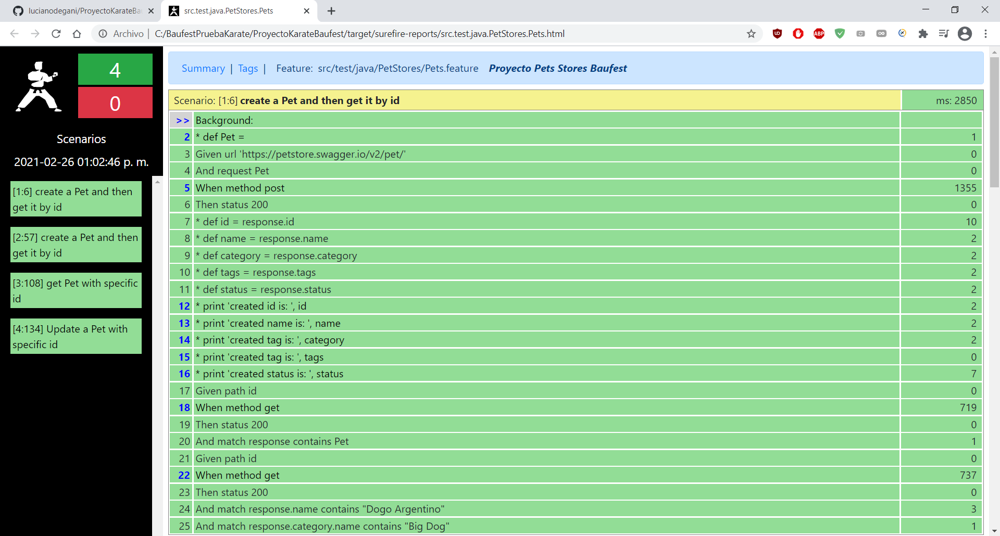 lucianodegani/ProyectoKarateBa
src.test.java.PetStores.Pets
Archivo | C:/BaufestPruebaKarate/ProyectoKarateBaufest/target/surefire-reports/src.test.java.PetStores.Pets.html
ABP
4
0
Scenarios
2021-02-26 01:02:46 p. m.
[1:6] create a Pet and then
get it by id
[2:57] create a Pet and then
get it by id
[3:108] get Pet with specific
id
[4:134] Update a Pet with
specific id
Summary | Tags | Feature: src/test/java/PetStores/Pets.feature Proyecto Pets Stores Baufest
Scenario: [1:6] create a Pet and then get it by id ms: 2850
>> Background:
2 * def Pet = 1
3 Given url 'https://petstore.swagger.io/v2/pet/' 0
4 And request Pet 0
5 When method post 1355
6 Then status 200 0
7 * def id = response.id 10
8 * def name = response.name 2
9 * def category = response.category 2
10 * def tags = response.tags 2
11 * def status = response.status 2
12 * print 'created id is: ', id 2
13 * print 'created name is: ', name 2
14 * print 'created tag is: ', category 2
15 * print 'created tag is: ', tags 0
16 * print 'created status is: ', status 7
17 Given path id 0
18 When method get 719
19 Then status 200 0
20 And match response contains Pet 1
21 Given path id 0
22 When method get 737
23 Then status 200 0
24 And match response.name contains "Dogo Argentino" 3
25 And match response.category.name contains "Big Dog" 1